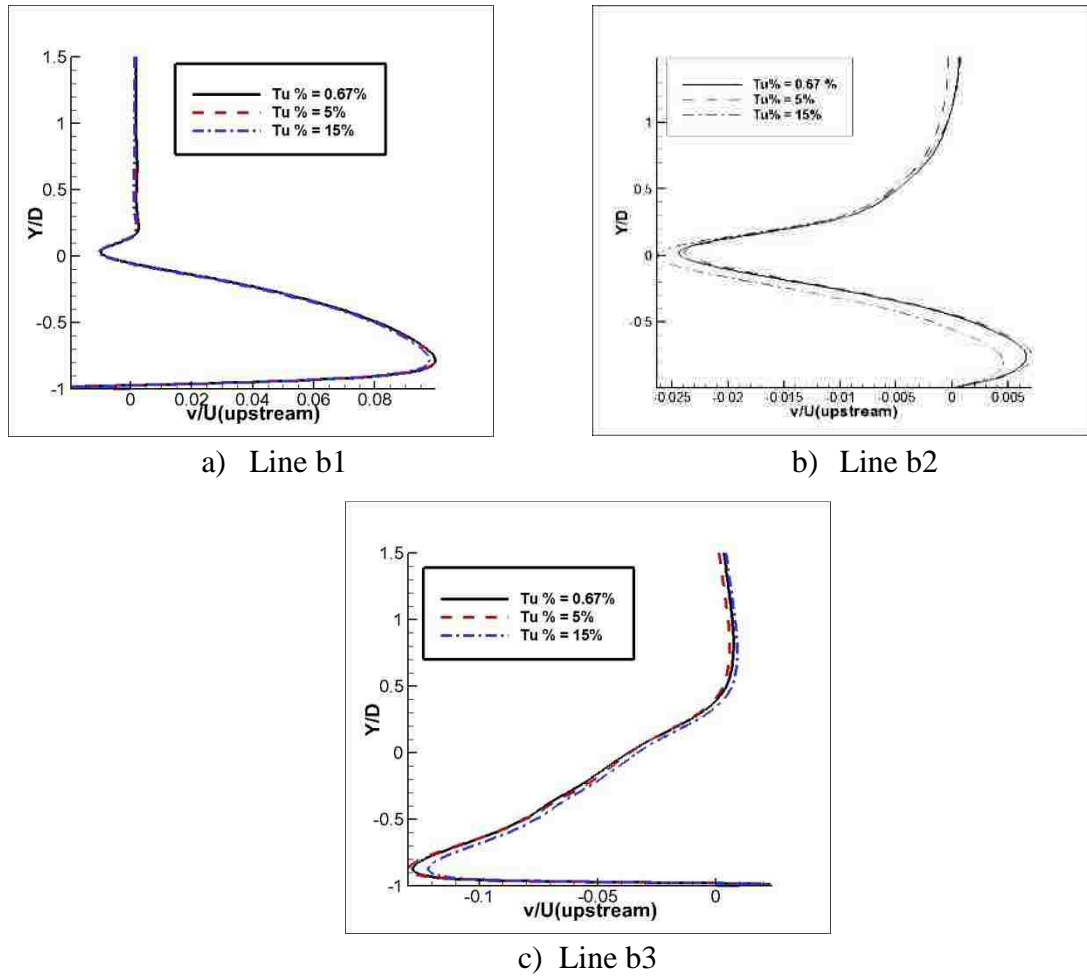 1.5
1
0.5
0
-0.5
-1
Y/D
Tu % = 0.67%
Tu % = 5%
Tu % = 15%
0 0.02 0.04 0.06 0.08
v/U(upstream)
a) Line b1
1
0.5
0
-0.5
Y/D
Tu% = 0.67 %
Tu% = 5%
Tu% = 15%
-0.025 -0.02 -0.015 -0.01 -0.005 0 0.005
v/U(upstream)
b) Line b2
1.5
1
0.5
0
-0.5
-1
Y/D
Tu % = 0.67%
Tu % = 5%
Tu % = 15%
-0.1 -0.05 0
v/U(upstream)
c) Line b3